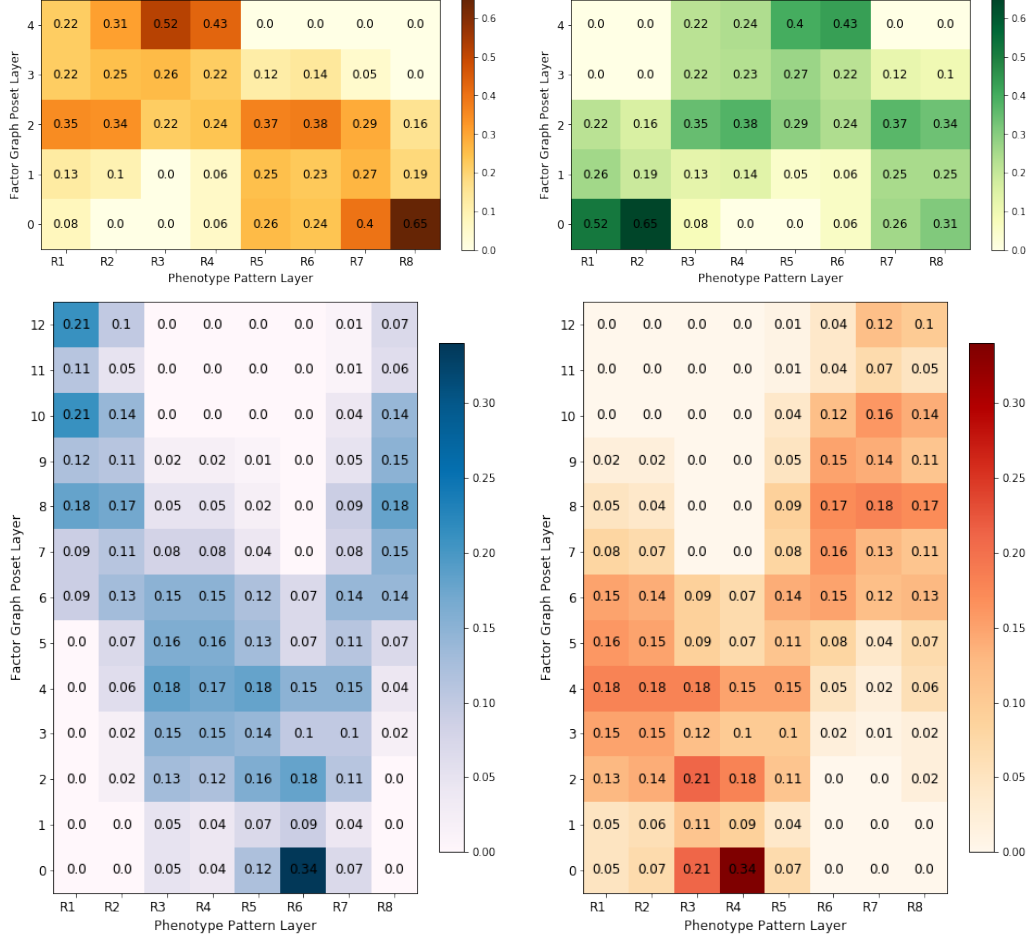 4 0.22 0.31 0.52 0.43 0.0 0.0 0.0 0.0
3 0.22 0.25 0.26 0.22 0.12 0.14 0.05 0.0
2 0.35 0.34 0.22 0.24 0.37 0.38 0.29 0.16
1 0.13 0.1 0.0 0.06 0.25 0.23 0.27 0.19
0 0.08 0.0 0.0 0.06 0.26 0.24 0.4 0.65
R1 R2 R3 R4 R5 R6 R7 R8
Phenotype Pattern Layer
Factor Graph Poset Layer
0.6
0.5
0.4
0.3
0.2
0.1
0.0
4 0.0 0.0 0.22 0.24 0.4 0.43 0.0 0.0
3 0.0 0.0 0.22 0.23 0.27 0.22 0.12 0.1
2 0.22 0.16 0.35 0.38 0.29 0.24 0.37 0.34
1 0.26 0.19 0.13 0.14 0.05 0.06 0.25 0.25
0 0.52 0.65 0.08 0.0 0.0 0.06 0.26 0.31
R1 R2 R3 R4 R5 R6 R7 R8
Phenotype Pattern Layer
Factor Graph Poset Layer
0.6
0.5
0.4
0.3
0.2
0.1
0.0
12 0.21 0.1 0.0 0.0 0.0 0.0 0.01 0.07
11 0.11 0.05 0.0 0.0 0.0 0.0 0.01 0.06
10 0.21 0.14 0.0 0.0 0.0 0.0 0.04 0.14
9 0.12 0.11 0.02 0.02 0.01 0.0 0.05 0.15
8 0.18 0.17 0.05 0.05 0.02 0.0 0.09 0.18
7 0.09 0.11 0.08 0.08 0.04 0.0 0.08 0.15
6 0.09 0.13 0.15 0.15 0.12 0.07 0.14 0.14
5 0.0 0.07 0.16 0.16 0.13 0.07 0.11 0.07
4 0.0 0.06 0.18 0.17 0.18 0.15 0.15 0.04
3 0.0 0.02 0.15 0.15 0.14 0.1 0.1 0.02
2 0.0 0.02 0.13 0.12 0.16 0.18 0.11 0.0
1 0.0 0.0 0.05 0.04 0.07 0.09 0.04 0.0
0 0.0 0.0 0.05 0.04 0.12 0.34 0.07 0.0
R1 R2 R3 R4 R5 R6 R7 R8
Phenotype Pattern Layer
Factor Graph Poset Layer
0.30
0.25
0.20
0.15
0.10
0.05
0.00
12 0.0 0.0 0.0 0.0 0.01 0.04 0.12 0.1
11 0.0 0.0 0.0 0.0 0.01 0.04 0.07 0.05
10 0.0 0.0 0.0 0.0 0.04 0.12 0.16 0.14
9 0.02 0.02 0.0 0.0 0.05 0.15 0.14 0.11
8 0.05 0.04 0.0 0.0 0.09 0.17 0.18 0.17
7 0.08 0.07 0.0 0.0 0.08 0.16 0.13 0.11
6 0.15 0.14 0.09 0.07 0.14 0.15 0.12 0.13
5 0.16 0.15 0.09 0.07 0.11 0.08 0.04 0.07
4 0.18 0.18 0.18 0.15 0.15 0.05 0.02 0.06
3 0.15 0.15 0.12 0.1 0.1 0.02 0.01 0.02
2 0.13 0.14 0.21 0.18 0.11 0.0 0.0 0.02
1 0.05 0.06 0.11 0.09 0.04 0.0 0.0 0.0
0 0.05 0.07 0.21 0.34 0.07 0.0 0.0 0.0
R1 R2 R3 R4 R5 R6 R7 R8
Phenotype Pattern Layer
Factor Graph Poset Layer
0.30
0.25
0.20
0.15
0.10
0.05
0.00